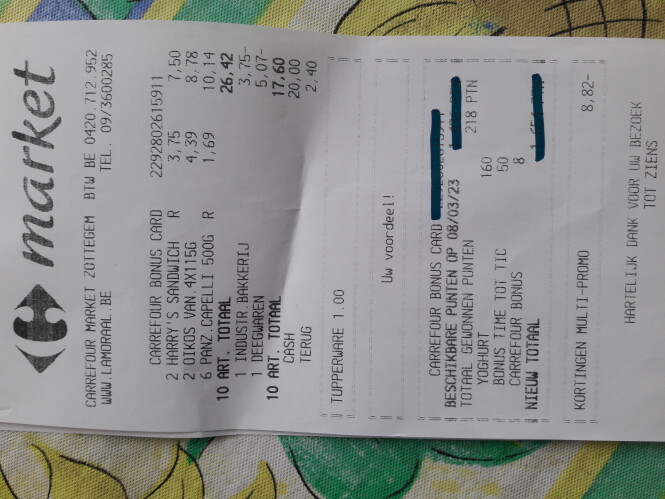 market
CARREFOUR MARKET ZOTTEGEM BTW BE 0420.712.952
WWW.LAMORAAL.BE TEL. 09/3600285
CARREFOUR BONUS CARD 2292802615911
2 HARRY'S SANDWICH R 3,75 7,50
2 OIKOS VAN.4X115G 4,39 8,78
6 PANZ.CAPELLI 500G R 1,69 10,14
10 ART. TOTAAL 26,42
1 INDUSTR.BAKKERIJ 3,75-
1 DEEGWAREN 5,07-
10 ART. TOTAAL 17,60
CASH 20,00
TERUG 2,40
TUPPERWARE 1.00
Uw voordeel!
CARREFOUR BONUS CARD
BESCHIKBARE PUNTEN OP 08/03/23
TOTAAL GEWONNEN PUNTEN 218 PTN
YOGHURT 160
BONUS TIME TOT TIC 50
CARREFOUR BONUS 8
NIEUW TOTAAL
KORTINGEN MULTI-PROMO 8,82-
HARTELIJK DANK VOOR UW BEZOEK
TOT ZIENS